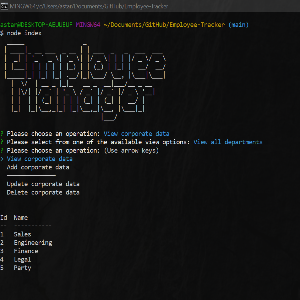 MINGW64:/c/Users/astar/Documents/GitHub/Employee-Tracker
astar@DESKTOP-ABUU8UF MINGW64 ~/Documents/GitHub/Employee-Tracker (main)
$ node index
Employee
Manager
? Please choose an operation: View corporate data
? Please select from one of the available view options: View all departments
? Please choose an operation: (Use arrow keys)
> View corporate data
Add corporate data
Update corporate data
Delete corporate data
Id Name
1 Sales
2 Engineering
3 Finance
4 Legal
5 Party